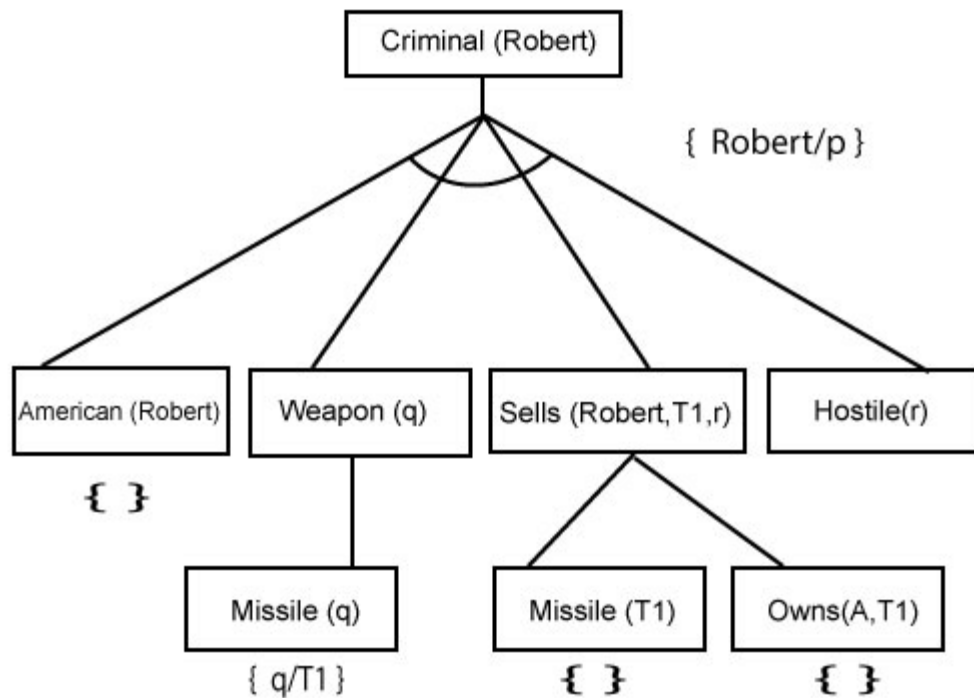 Criminal (Robert)
{ Robert/p }
American (Robert)
Weapon (q)
Sells (Robert,T1,r)
Hostile(r)
{ }
Missile (q)
Missile (T1)
Owns(A,T1)
{ q/T1 }
{ }
{ }